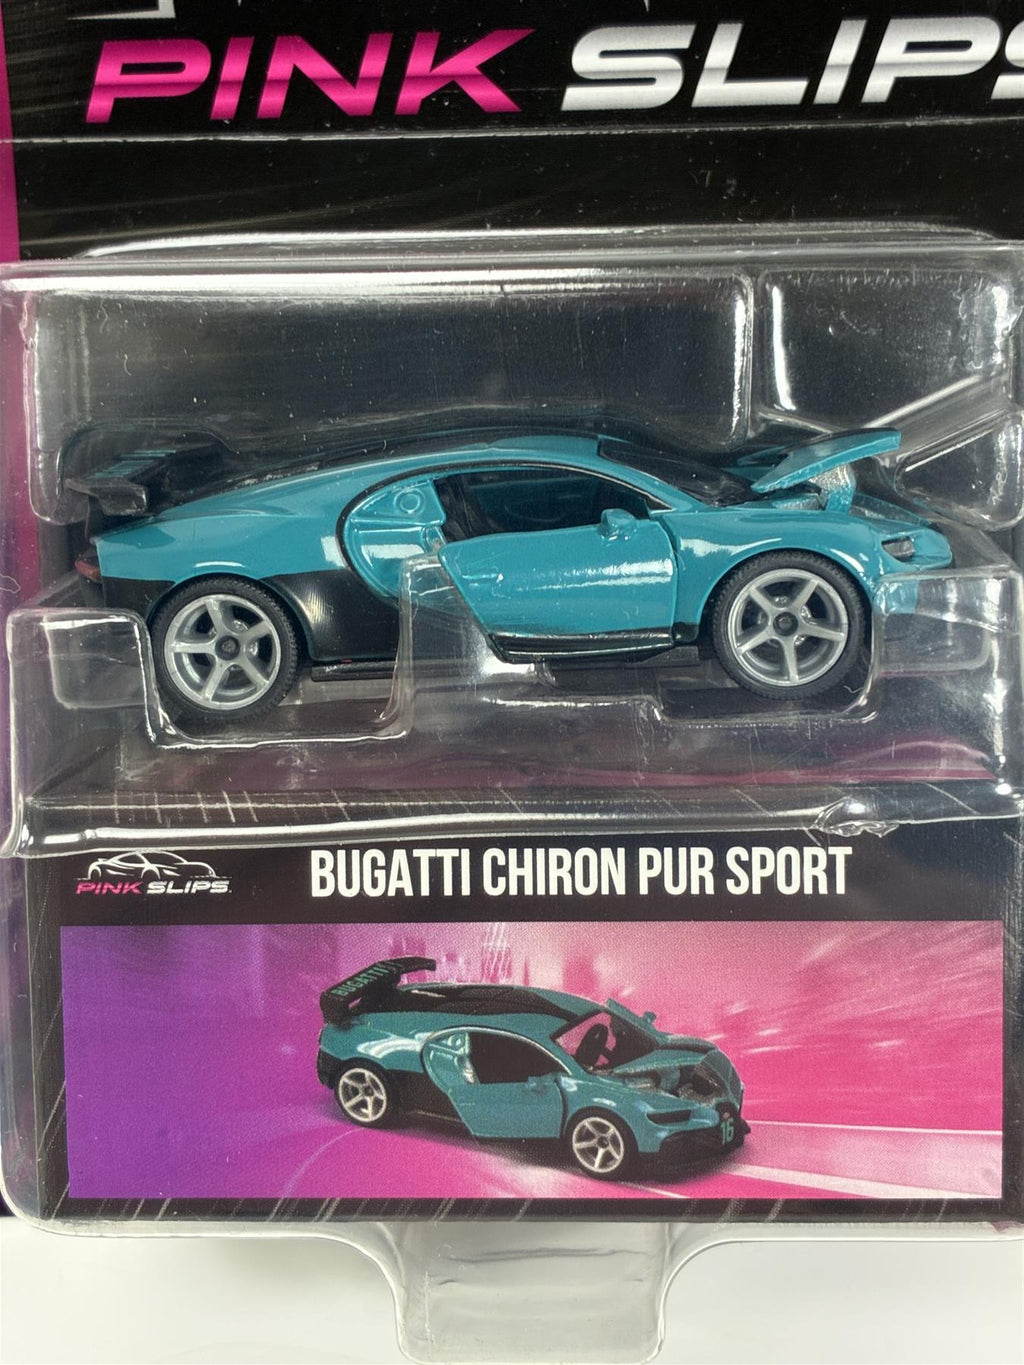 PINK SLIPS
PINK SLIPS
BUGATTI CHIRON PUR SPORT
BUGATTI
16